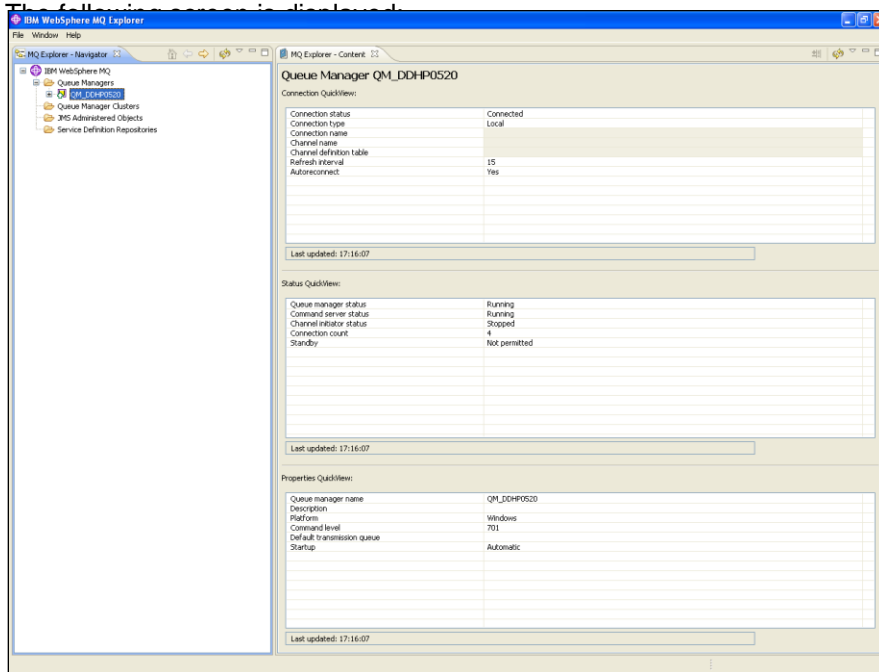 The following screen is displayed:
IBM WebSphere MQ Explorer
File Window Help
MQ Explorer - Navigator
IBM WebSphere MQ
Queue Managers
QM_DDHP0520
Queue Manager Clusters
JMS Administered Objects
Service Definition Repositories
MQ Explorer - Content
Queue Manager QM_DDHP0520
Connection QuickView:
Connection status Connected
Connection type Local
Connection name
Channel name
Channel definition table
Refresh interval 15
Autoreconnect Yes
Last updated: 17:16:07
Status QuickView:
Queue manager status Running
Command server status Running
Channel initiator status Stopped
Connection count 4
Standby Not permitted
Last updated: 17:16:07
Properties QuickView:
Queue manager name QM_DDHP0520
Description
Platform Windows
Command level 701
Default transmission queue
Startup Automatic
Last updated: 17:16:07